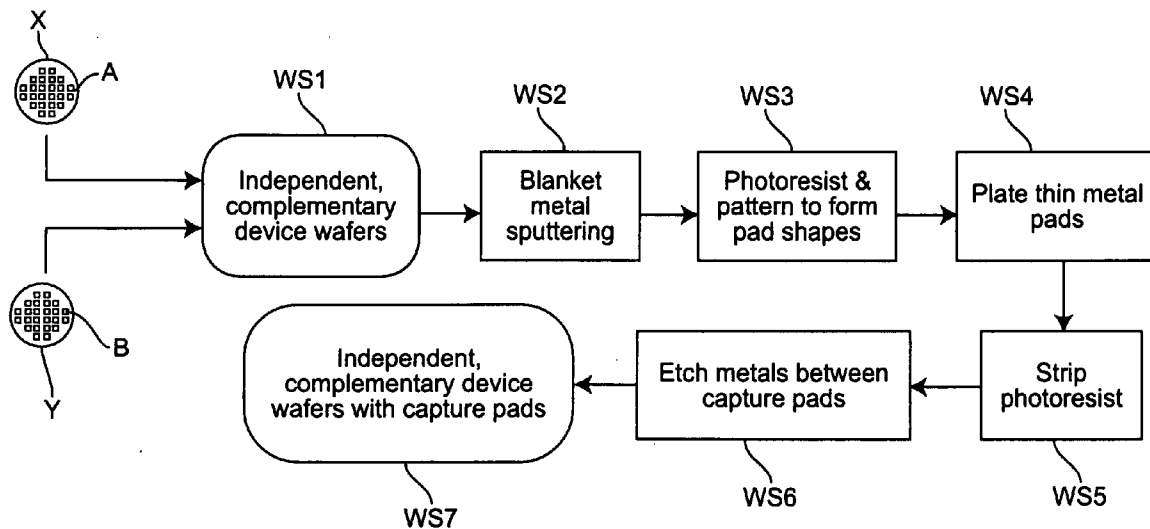 X
A
WS1
Independent,
complementary
device wafers
WS2
Blanket
metal
sputtering
WS3
Photoresist &
pattern to form
pad shapes
WS4
Plate thin metal
pads
B
Y
Independent,
complementary device
wafers with capture pads
WS7
Etch metals between
capture pads
WS6
Strip
photoresist
WS5